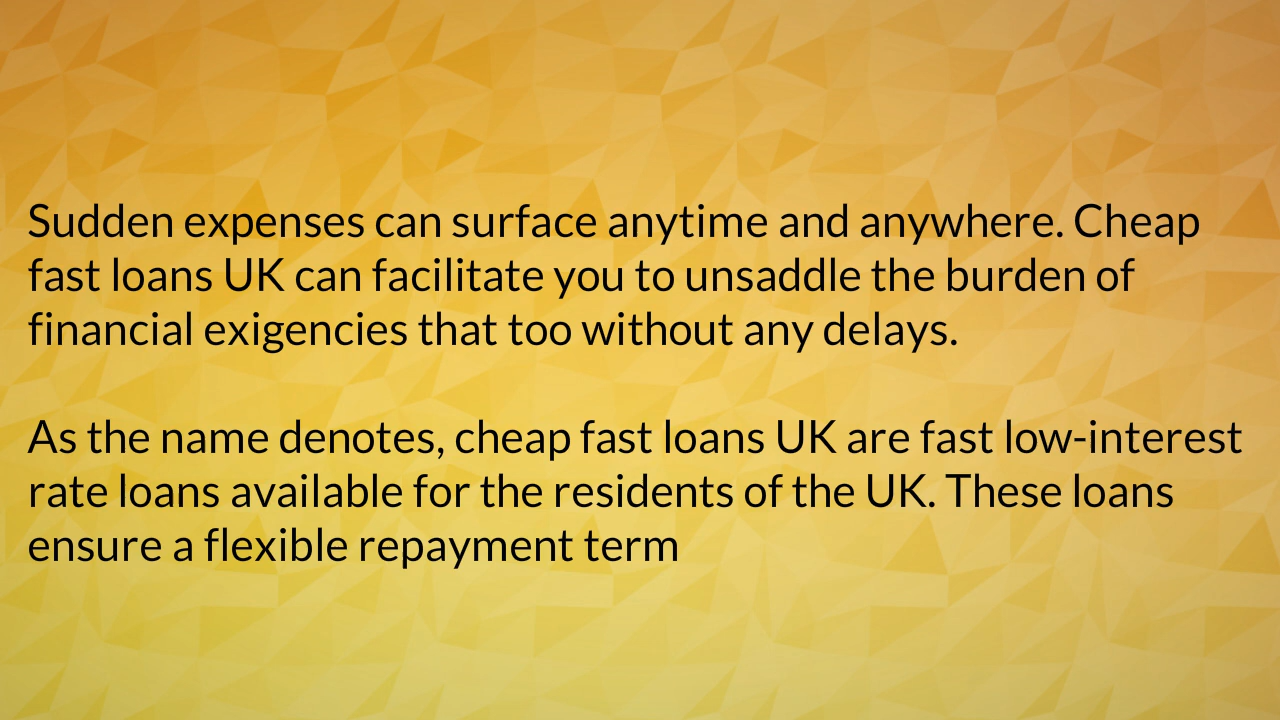 Sudden expenses can surface anytime and anywhere. Cheap
fast loans UK can facilitate you to unsaddle the burden of
financial exigencies that too without any delays.
As the name denotes, cheap fast loans UK are fast low-interest
rate loans available for the residents of the UK. These loans
ensure a flexible repayment term